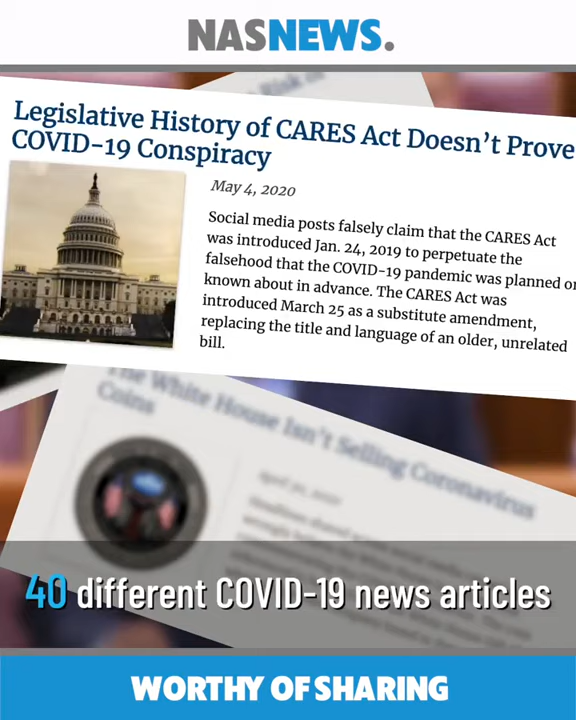 NASNEWS.
Risk of
Legislative History of CARES Act Doesn't Prove
COVID-19 Conspiracy
May 4, 2020
Social media posts falsely claim that the CARES Act
was introduced Jan. 24, 2019 to perpetuate the
falsehood that the COVID-19 pandemic was planned or
known about in advance. The CARES Act was
introduced March 25 as a substitute amendment,
replacing the title and language of an older, unrelated
bill.
The White House Isn't Selling Coronavirus
Coins
40 different COVID-19 news articles
WORTHY OF SHARING